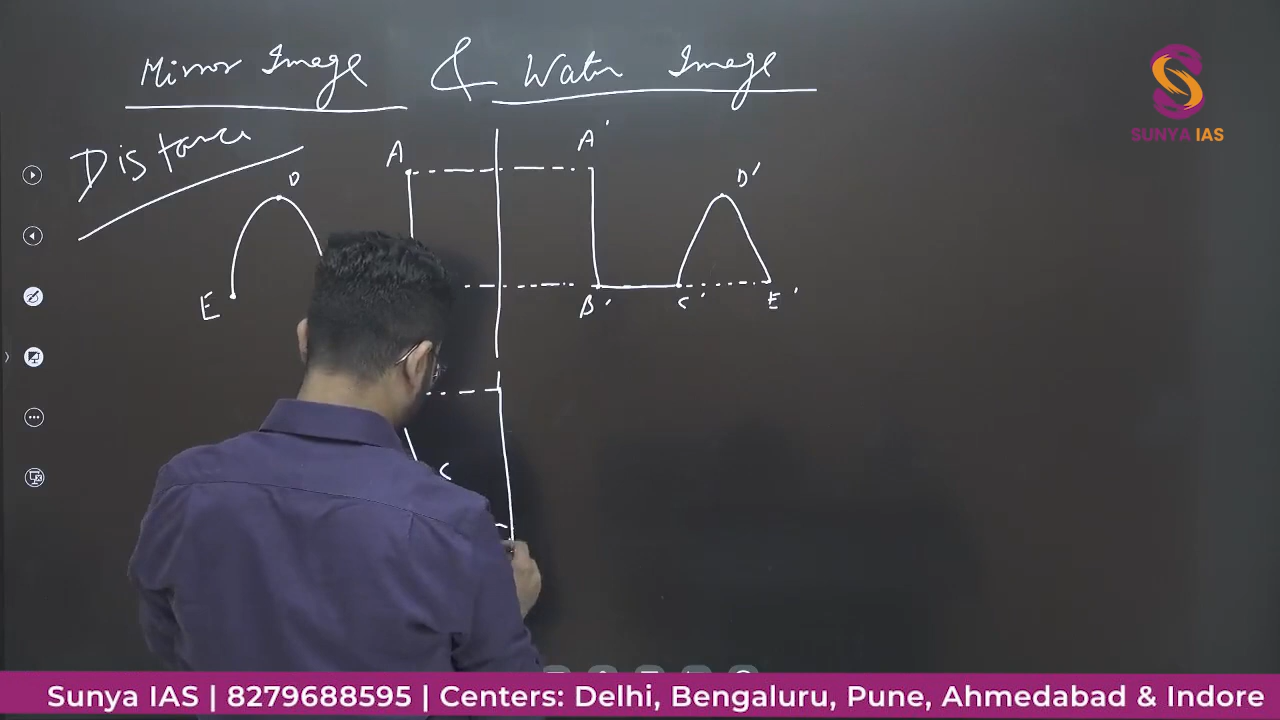 Mirror Image & Water Image
SUNYA IAS
Distance
A A'
D D'
E B' C' E'
C
Sunya IAS | 8279688595 | Centers: Delhi, Bengaluru, Pune, Ahmedabad & Indore